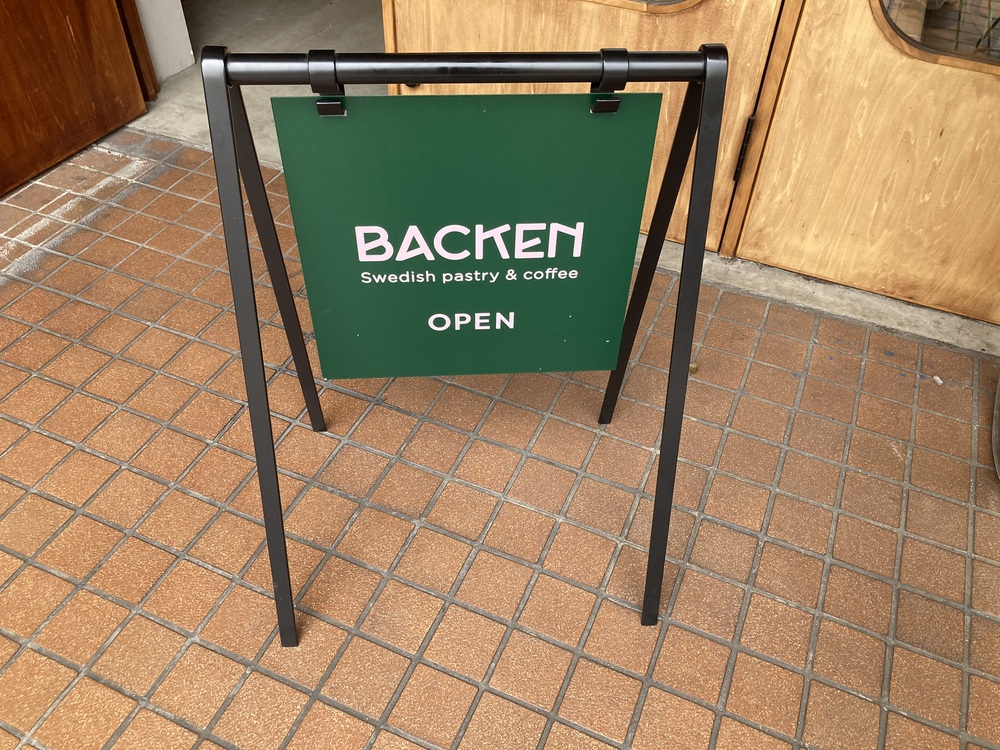 BACKEN
Swedish pastry & coffee
OPEN